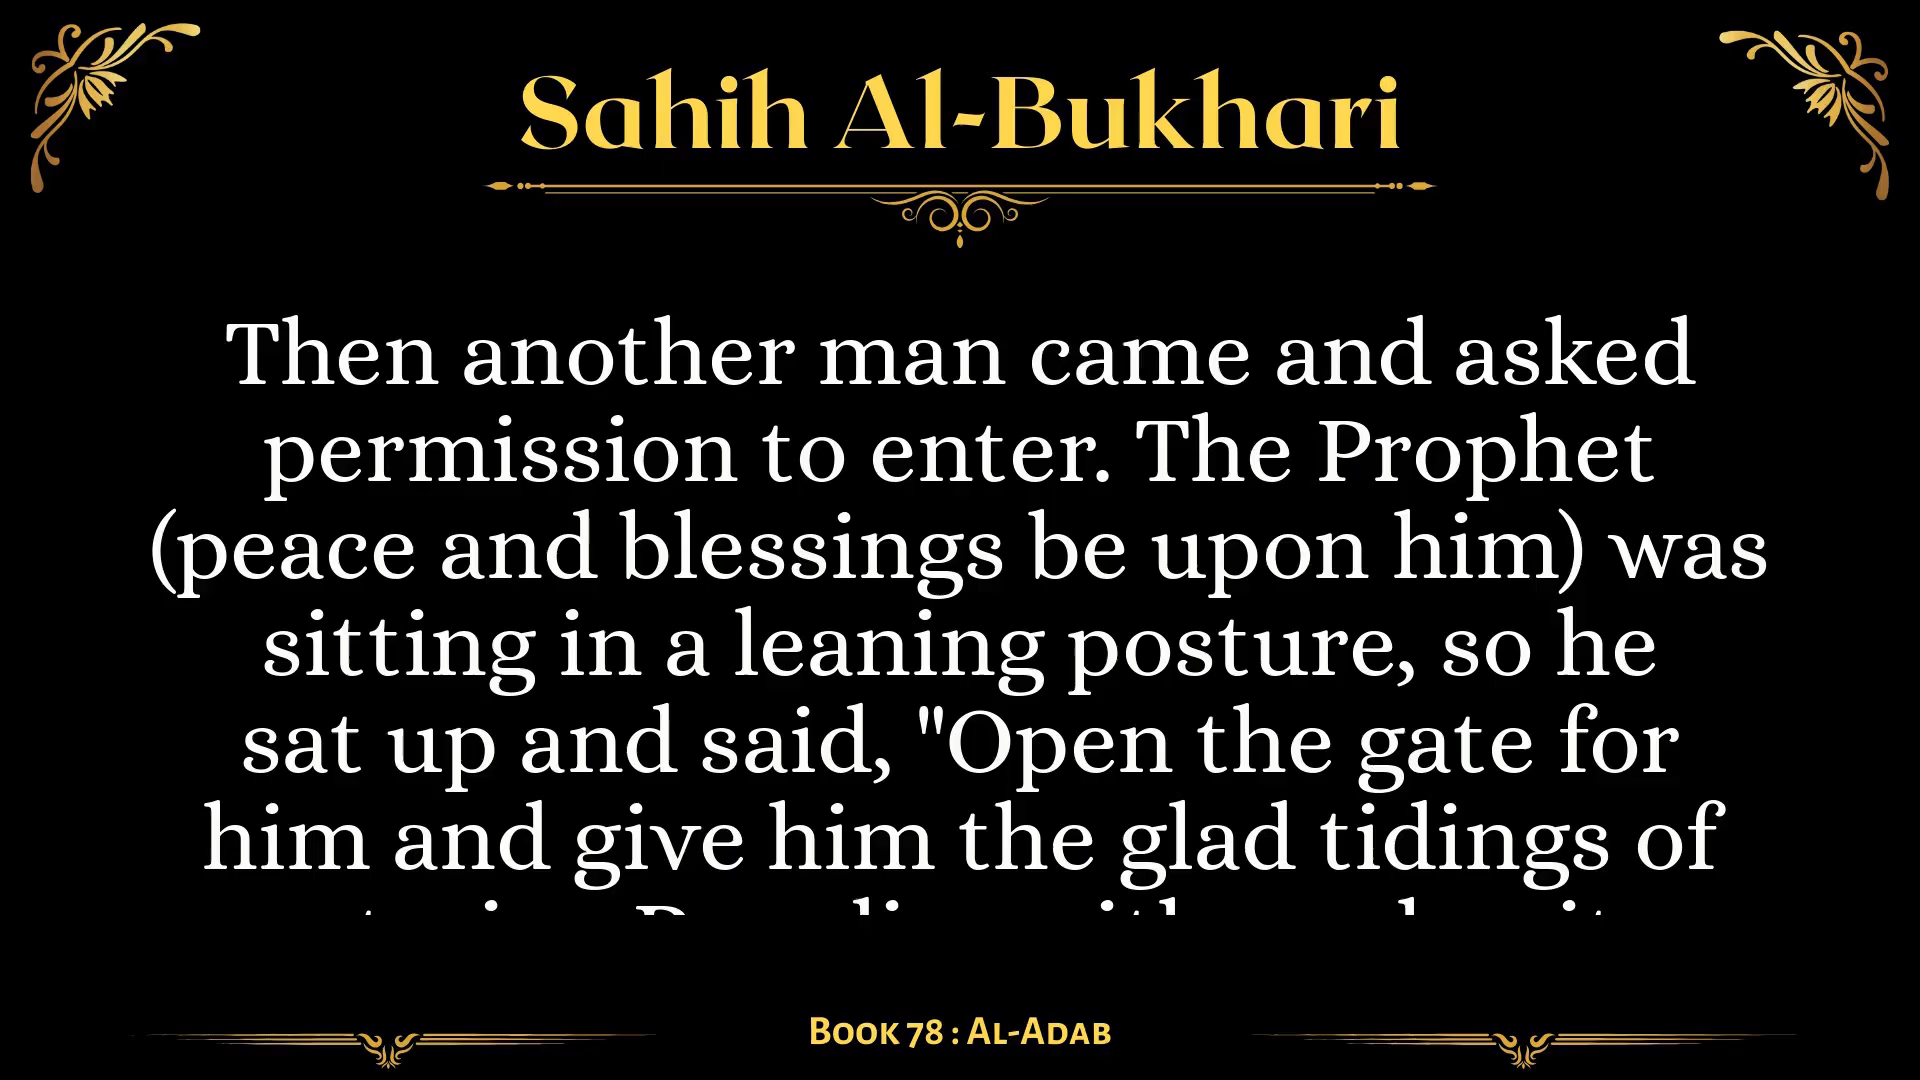 Sahih Al-Bukhari
Then another man came and asked
permission to enter. The Prophet
(peace and blessings be upon him) was
sitting in a leaning posture, so he
sat up and said, "Open the gate for
him and give him the glad tidings of
Book 78 : Al-Adab